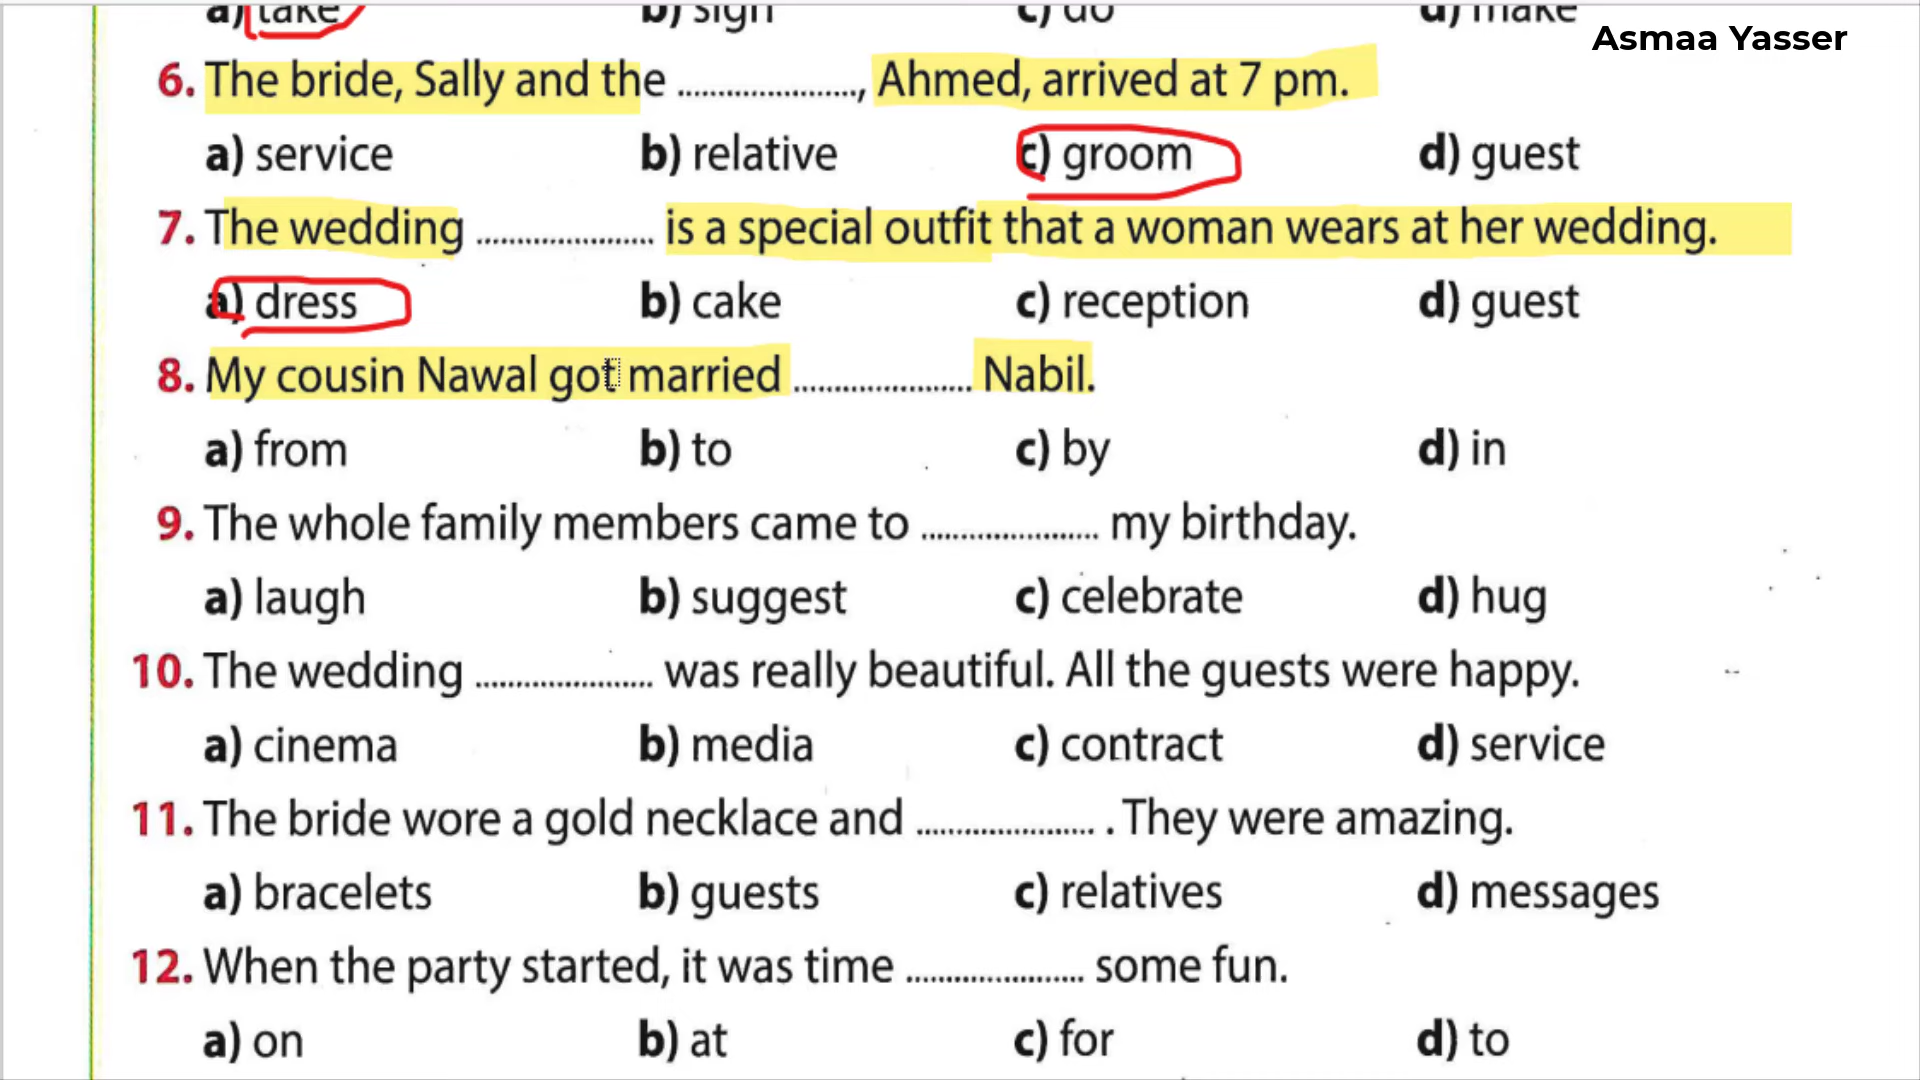 a) take b) sign c) do d) make
Asmaa Yasser
6. The bride, Sally and the ......................, Ahmed, arrived at 7 pm.
a) service b) relative c) groom d) guest
7. The wedding ...................... is a special outfit that a woman wears at her wedding.
a) dress b) cake c) reception d) guest
8. My cousin Nawal got married ...................... Nabil.
a) from b) to c) by d) in
9. The whole family members came to ...................... my birthday.
a) laugh b) suggest c) celebrate d) hug
10. The wedding ...................... was really beautiful. All the guests were happy.
a) cinema b) media c) contract d) service
11. The bride wore a gold necklace and ...................... . They were amazing.
a) bracelets b) guests c) relatives d) messages
12. When the party started, it was time ...................... some fun.
a) on b) at c) for d) to